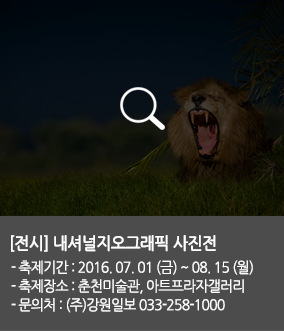 [전시] 내셔널지오그래픽 사진전
- 축제기간 : 2016. 07. 01 (금) ~ 08. 15 (월)
- 축제장소 : 춘천미술관, 아트프라자갤러리
- 문의처 : (주)강원일보 033-258-1000